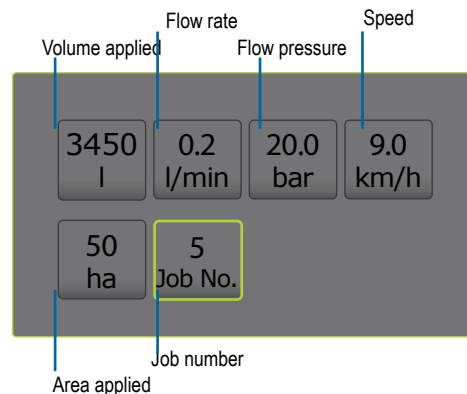 Flow rate
Speed
Volume applied
Flow pressure
3450
l
0.2
l/min
20.0
bar
9.0
km/h
50
ha
5
Job No.
Job number
Area applied